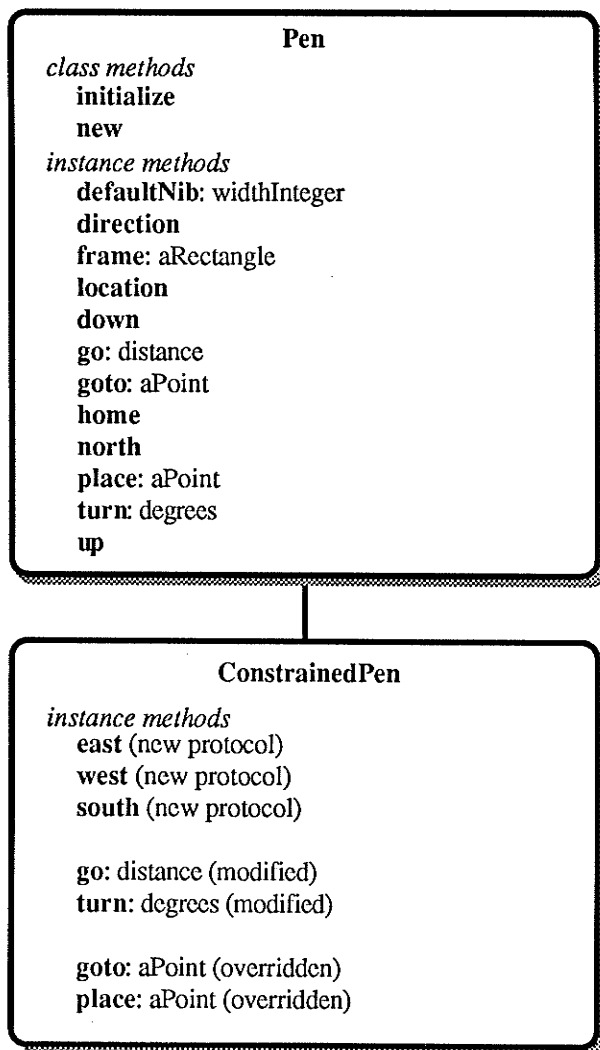 Pen
class methods
initialize
new
instance methods
defaultNib: widthInteger
direction
frame: aRectangle
location
down
go: distance
goto: aPoint
home
north
place: aPoint
turn: degrees
up
ConstrainedPen
instance methods
east (new protocol)
west (new protocol)
south (new protocol)
go: distance (modified)
turn: degrees (modified)
goto: aPoint (overridden)
place: aPoint (overridden)